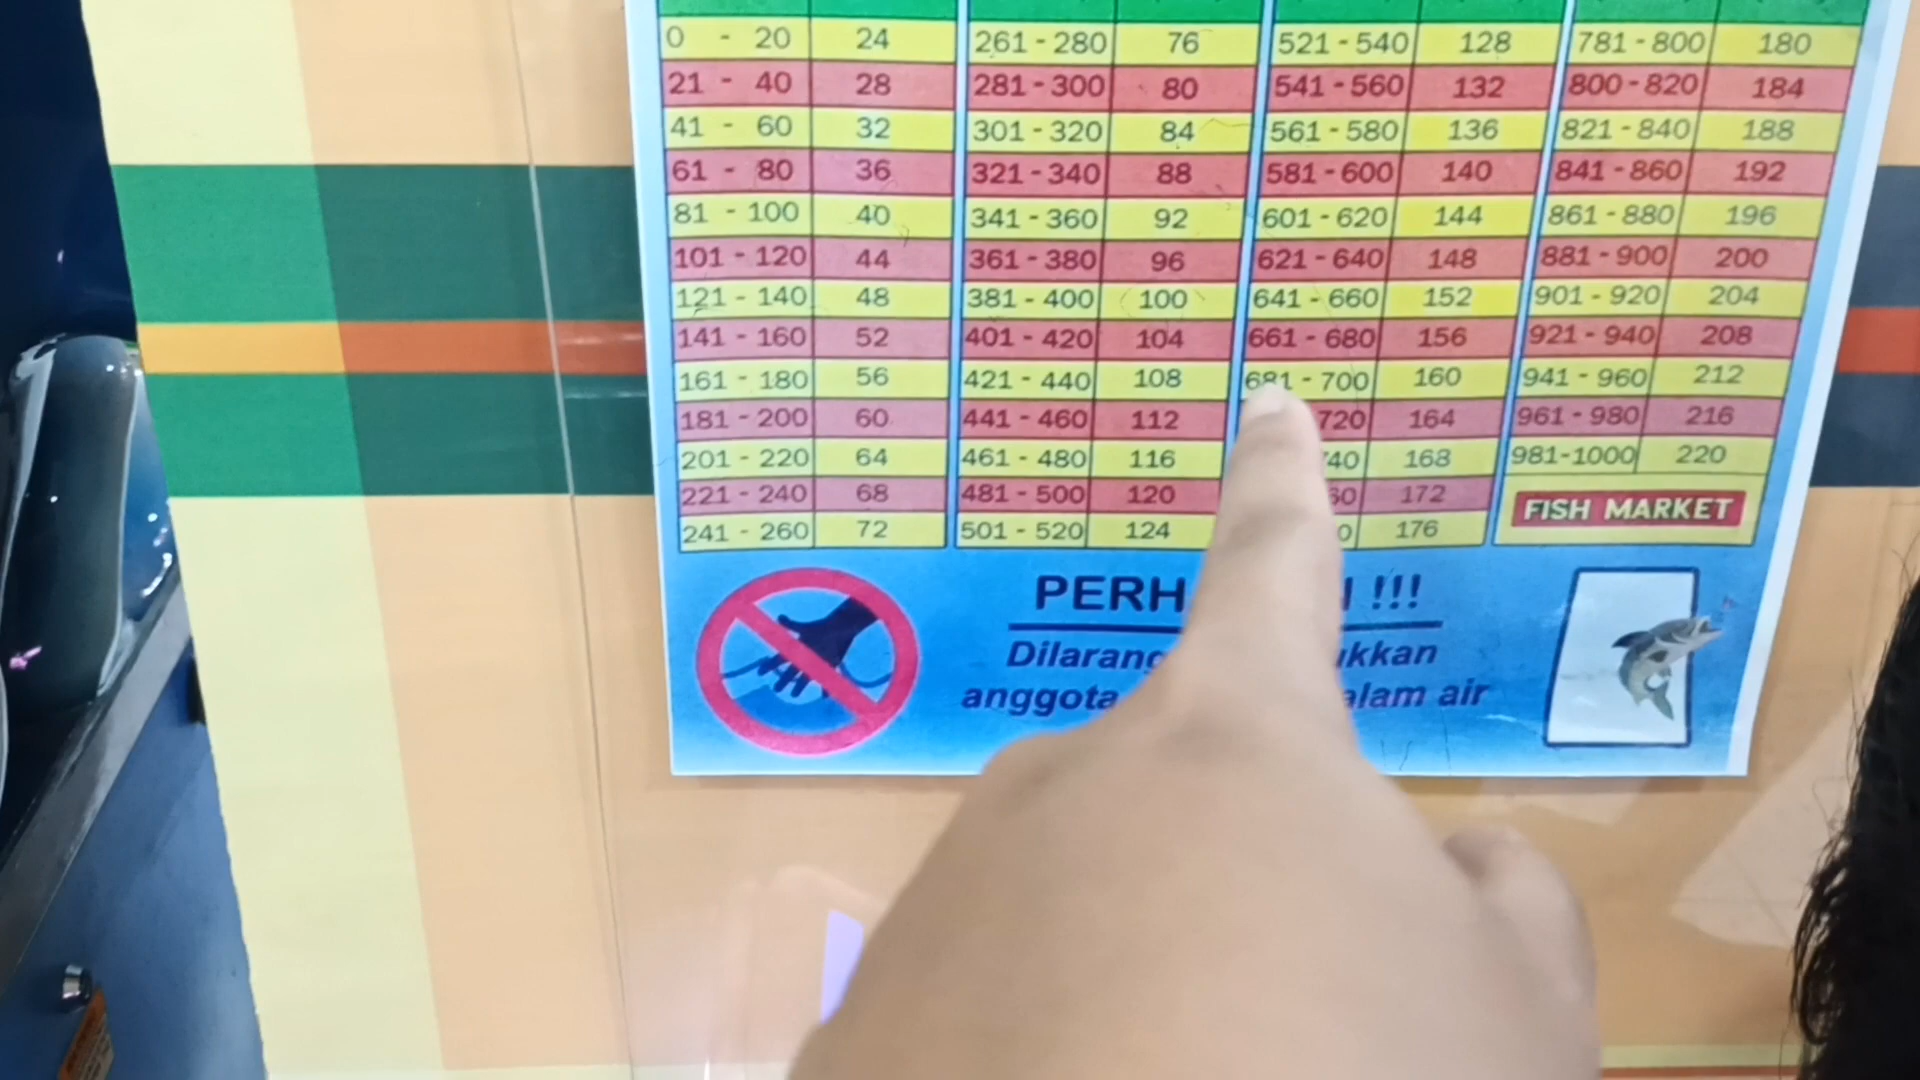 0 - 20 24 261 - 280 76 521 - 540 128 781 - 800 180
21 - 40 28 281 - 300 80 541 - 560 132 800 - 820 184
41 - 60 32 301 - 320 84 561 - 580 136 821 - 840 188
61 - 80 36 321 - 340 88 581 - 600 140 841 - 860 192
81 - 100 40 341 - 360 92 601 - 620 144 861 - 880 196
101 - 120 44 361 - 380 96 621 - 640 148 881 - 900 200
121 - 140 48 381 - 400 100 641 - 660 152 901 - 920 204
141 - 160 52 401 - 420 104 661 - 680 156 921 - 940 208
161 - 180 56 421 - 440 108 681 - 700 160 941 - 960 212
181 - 200 60 441 - 460 112 720 164 961 - 980 216
201 - 220 64 461 - 480 116 168 981-1000 220
221 - 240 68 481 - 500 120 172
FISH MARKET
241 - 260 72 501 - 520 124 176
!!!
anggota air